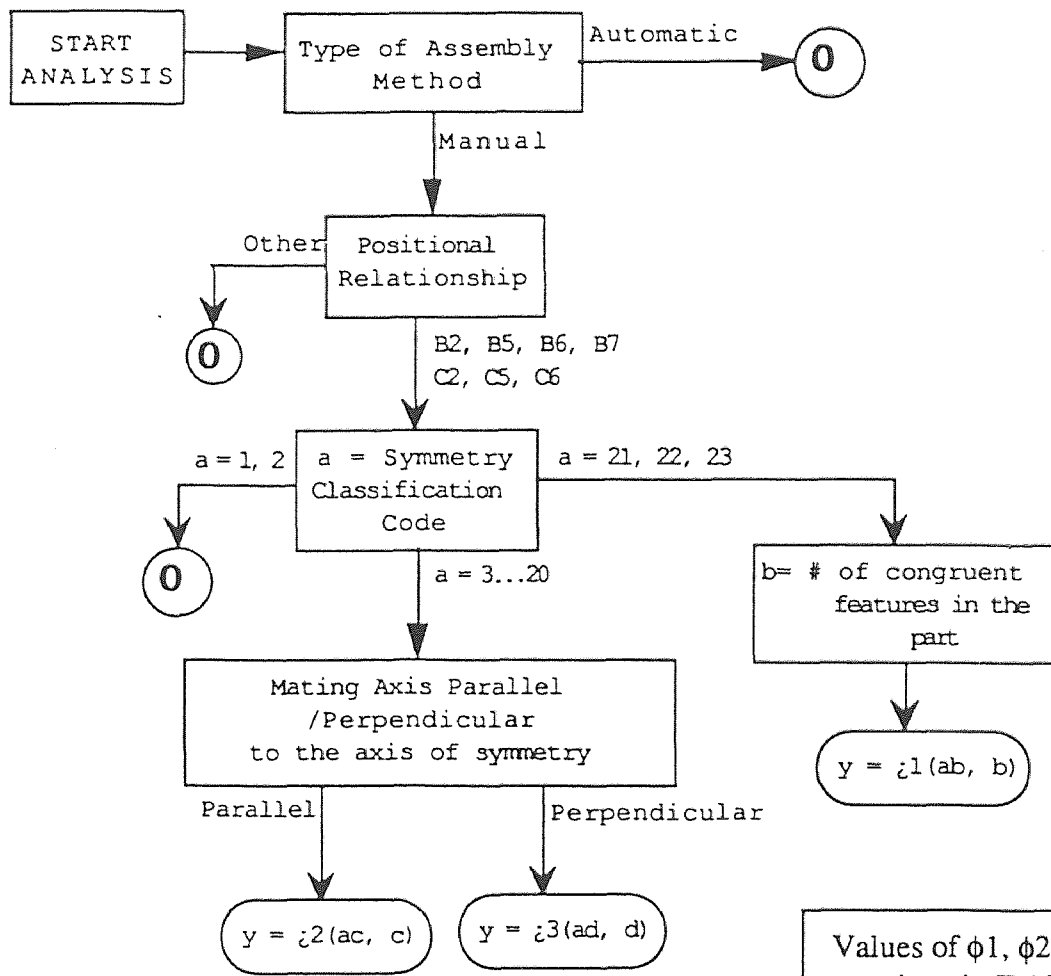 START
ANALYSIS
Type of Assembly
Method
Automatic
0
Manual
Other
Positional
Relationship
0
B2, B5, B6, B7
C2, C5, C6
a = 1, 2
a = Symmetry
Classification
Code
a = 21, 22, 23
0
a = 3...20
b= # of congruent
features in the
part
Mating Axis Parallel
/Perpendicular
to the axis of symmetry
y = ¿1(ab, b)
Parallel
Perpendicular
y = ¿2(ac, c)
y = ¿3(ad, d)
Values of ϕ1, ϕ2